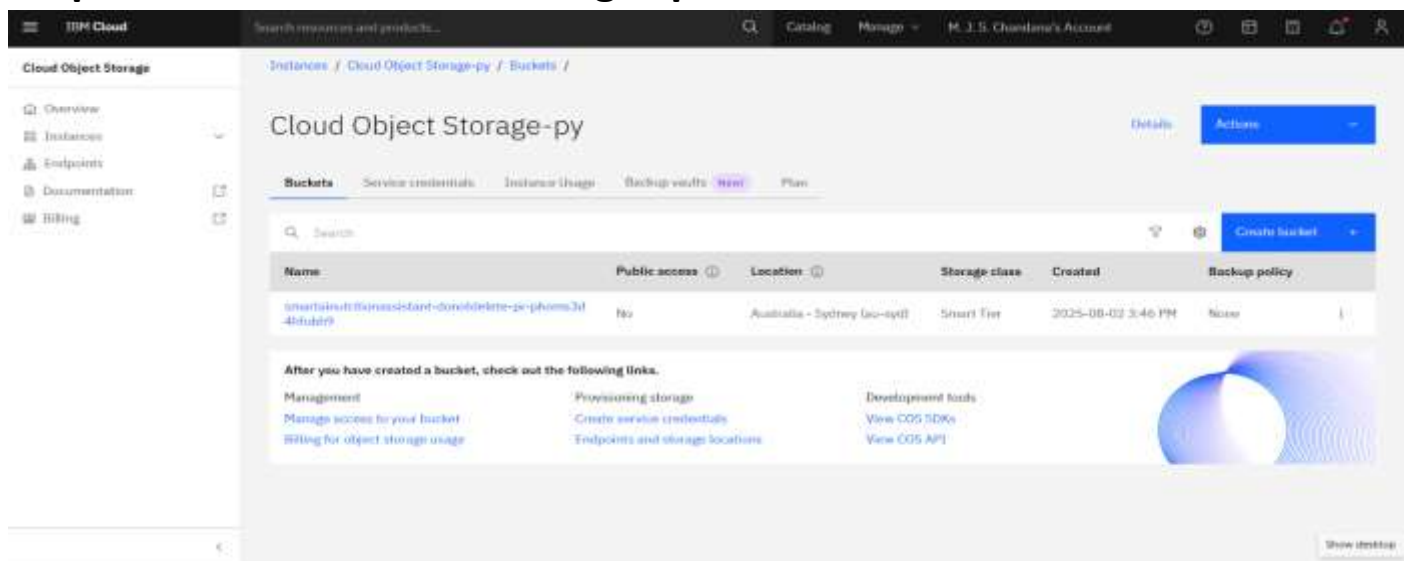 IBM Cloud
Search resources and products...
Catalog
Manage
M. J. S. Chandana's Account
Cloud Object Storage
Instances / Cloud Object Storage-py / Buckets /
Overview
Instances
Endpoints
Documentation
Billing
Cloud Object Storage-py
Details
Actions
Buckets
Service credentials
Instance Usage
Backup vaults New!
Plan
Search
Create bucket +
Name
Public access
Location
Storage class
Created
Backup policy
No
Australia - Sydney (au-syd)
Smart Tier
2025-08-02 3:46 PM
None
After you have created a bucket, check out the following links.
Management
Provisioning storage
Development tools
Manage access to your bucket
Create service credentials
View COS SDKs
Billing for object storage usage
Endpoints and storage locations
View COS API
Show desktop